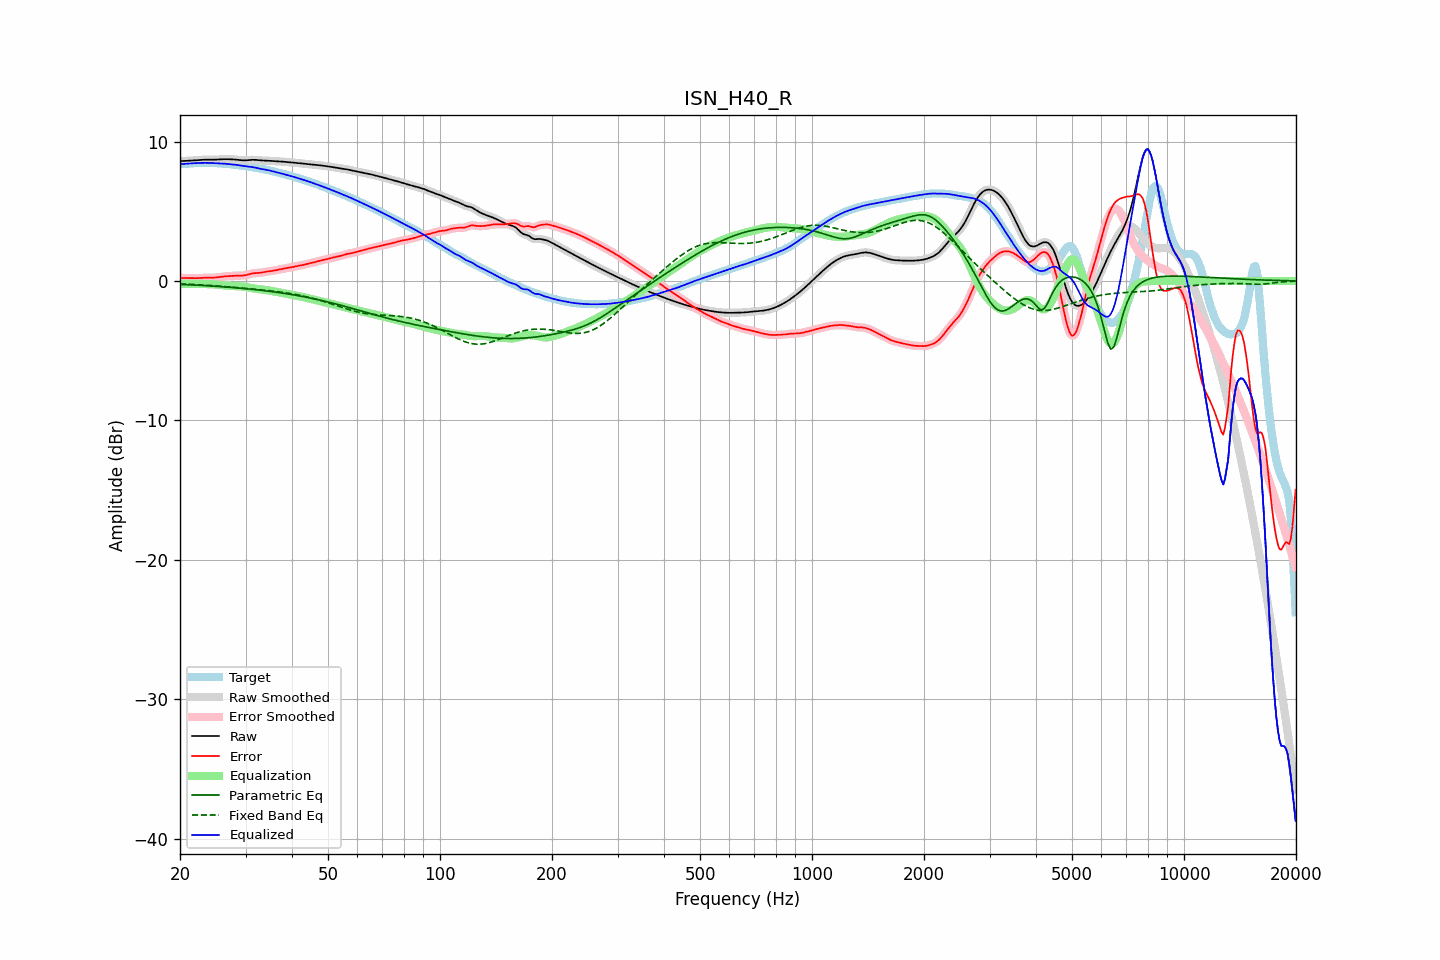 ISN_H40_R
Amplitude (dBr)
10
0
−10
−20
−30
−40
Target
Raw Smoothed
Error Smoothed
Raw
Error
Equalization
Parametric Eq
Fixed Band Eq
Equalized
20 50 100 200 500 1000 2000 5000 10000 20000
Frequency (Hz)